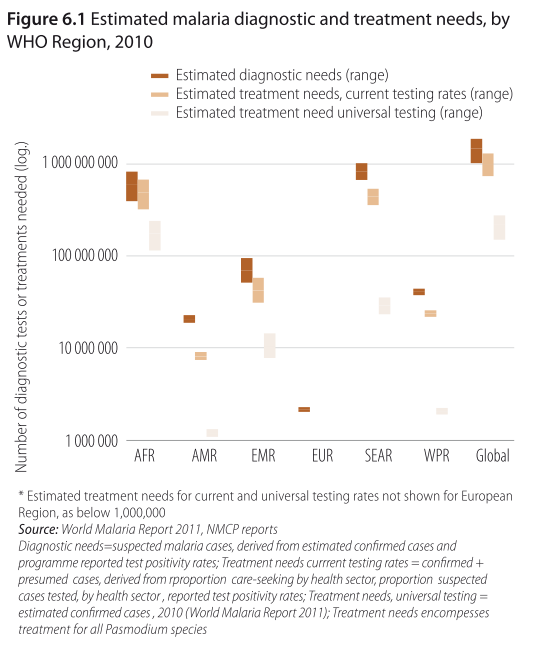 Figure 6.1 Estimated malaria diagnostic and treatment needs, by
WHO Region, 2010
Estimated diagnostic needs (range)
Estimated treatment needs, current testing rates (range)
Estimated treatment need universal testing (range)
Number of diagnostic tests or treatments needed (log.)
1 000 000 000
100 000 000
10 000 000
1 000 000
AFR AMR EMR EUR SEAR WPR Global
* Estimated treatment needs for current and universal testing rates not shown for European
Region, as below 1,000,000
Source: World Malaria Report 2011, NMCP reports
Diagnostic needs=suspected malaria cases, derived from estimated confirmed cases and
programme reported test positivity rates; Treatment needs currrent testing rates = confirmed +
presumed cases, derived from rproportion care-seeking by health sector, proportion suspected
cases tested, by health sector , reported test positivity rates; Treatment needs, universal testing =
estimated confirmed cases , 2010 (World Malaria Report 2011); Treatment needs encompesses
treatment for all Pasmodium species